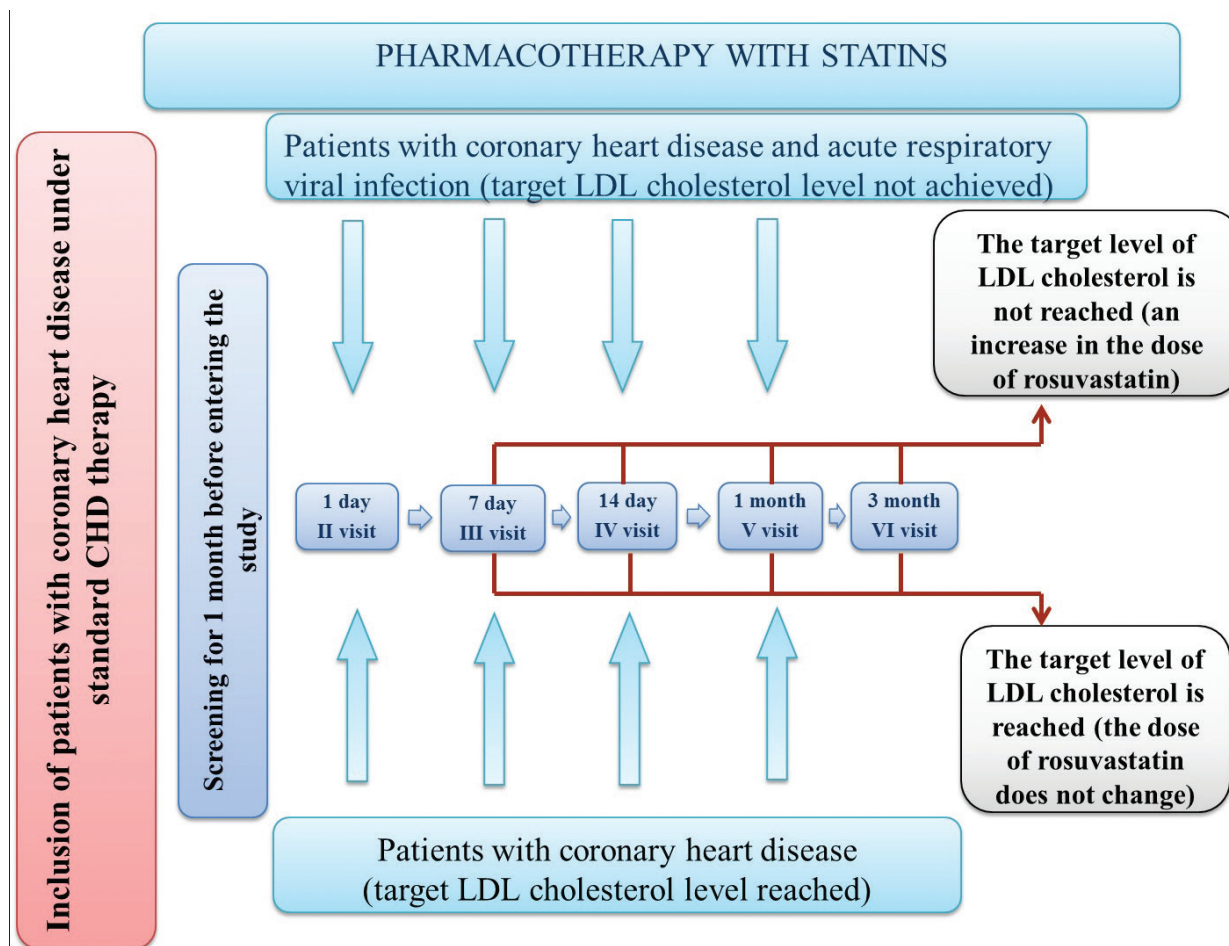 PHARMACOTHERAPY WITH STATINS
Patients with coronary heart disease and acute respiratory
viral infection (target LDL cholesterol level not achieved)
Inclusion of patients with coronary heart disease under
standard CHD therapy
Screening for 1 month before entering the
study
The target level of
LDL cholesterol is
not reached (an
increase in the dose
of rosuvastatin)
1 day
II visit
7 day
III visit
14 day
IV visit
1 month
V visit
3 month
VI visit
The target level of
LDL cholesterol is
reached (the dose
of rosuvastatin
does not change)
Patients with coronary heart disease
(target LDL cholesterol level reached)